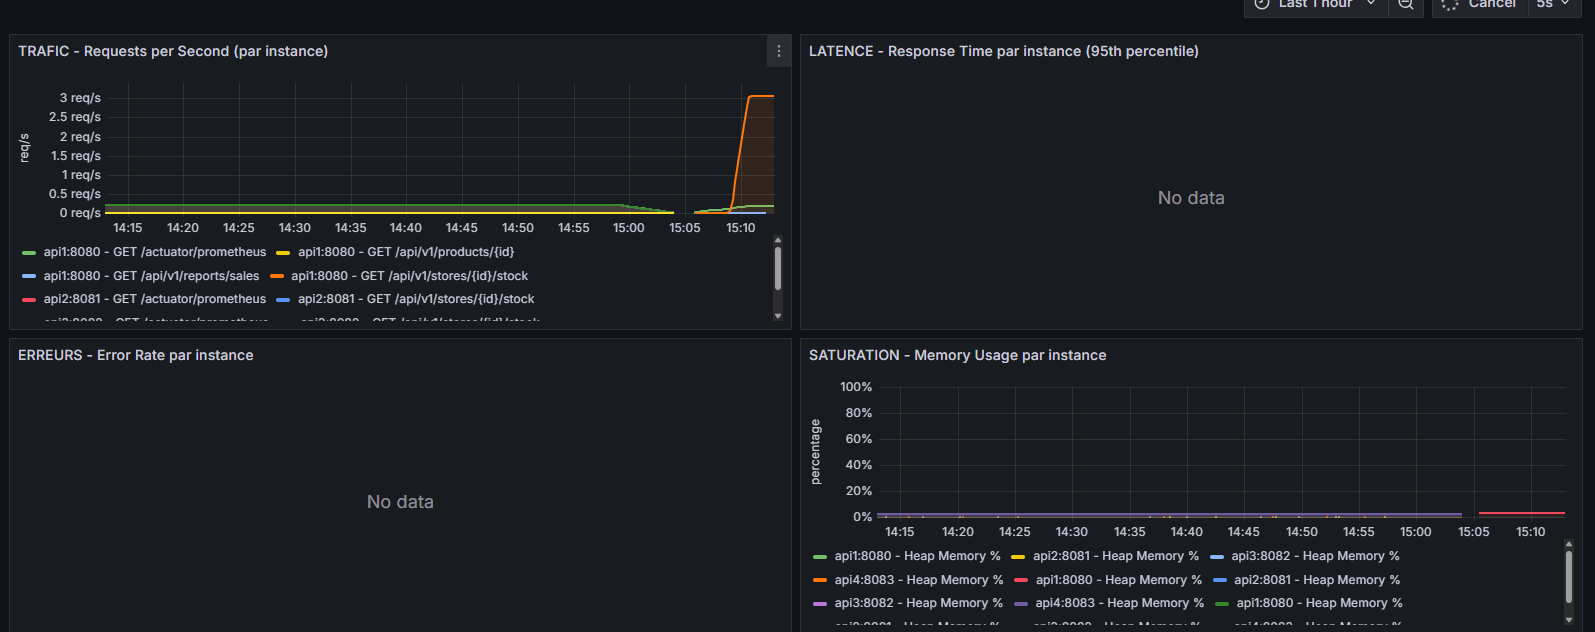 Last 1 hour
Cancel
5s
TRAFIC - Requests per Second (par instance)
3 req/s
2.5 req/s
2 req/s
1.5 req/s
1 req/s
0.5 req/s
0 req/s
req/s
14:15 14:20 14:25 14:30 14:35 14:40 14:45 14:50 14:55 15:00 15:05 15:10
api1:8080 - GET /actuator/prometheus api1:8080 - GET /api/v1/products/{id}
api1:8080 - GET /api/v1/reports/sales api1:8080 - GET /api/v1/stores/{id}/stock
api2:8081 - GET /actuator/prometheus api2:8081 - GET /api/v1/stores/{id}/stock
LATENCE - Response Time par instance (95th percentile)
No data
ERREURS - Error Rate par instance
No data
SATURATION - Memory Usage par instance
100%
80%
60%
40%
20%
0%
percentage
14:15 14:20 14:25 14:30 14:35 14:40 14:45 14:50 14:55 15:00 15:05 15:10
api1:8080 - Heap Memory % api2:8081 - Heap Memory % api3:8082 - Heap Memory %
api4:8083 - Heap Memory % api1:8080 - Heap Memory % api2:8081 - Heap Memory %
api3:8082 - Heap Memory % api4:8083 - Heap Memory % api1:8080 - Heap Memory %